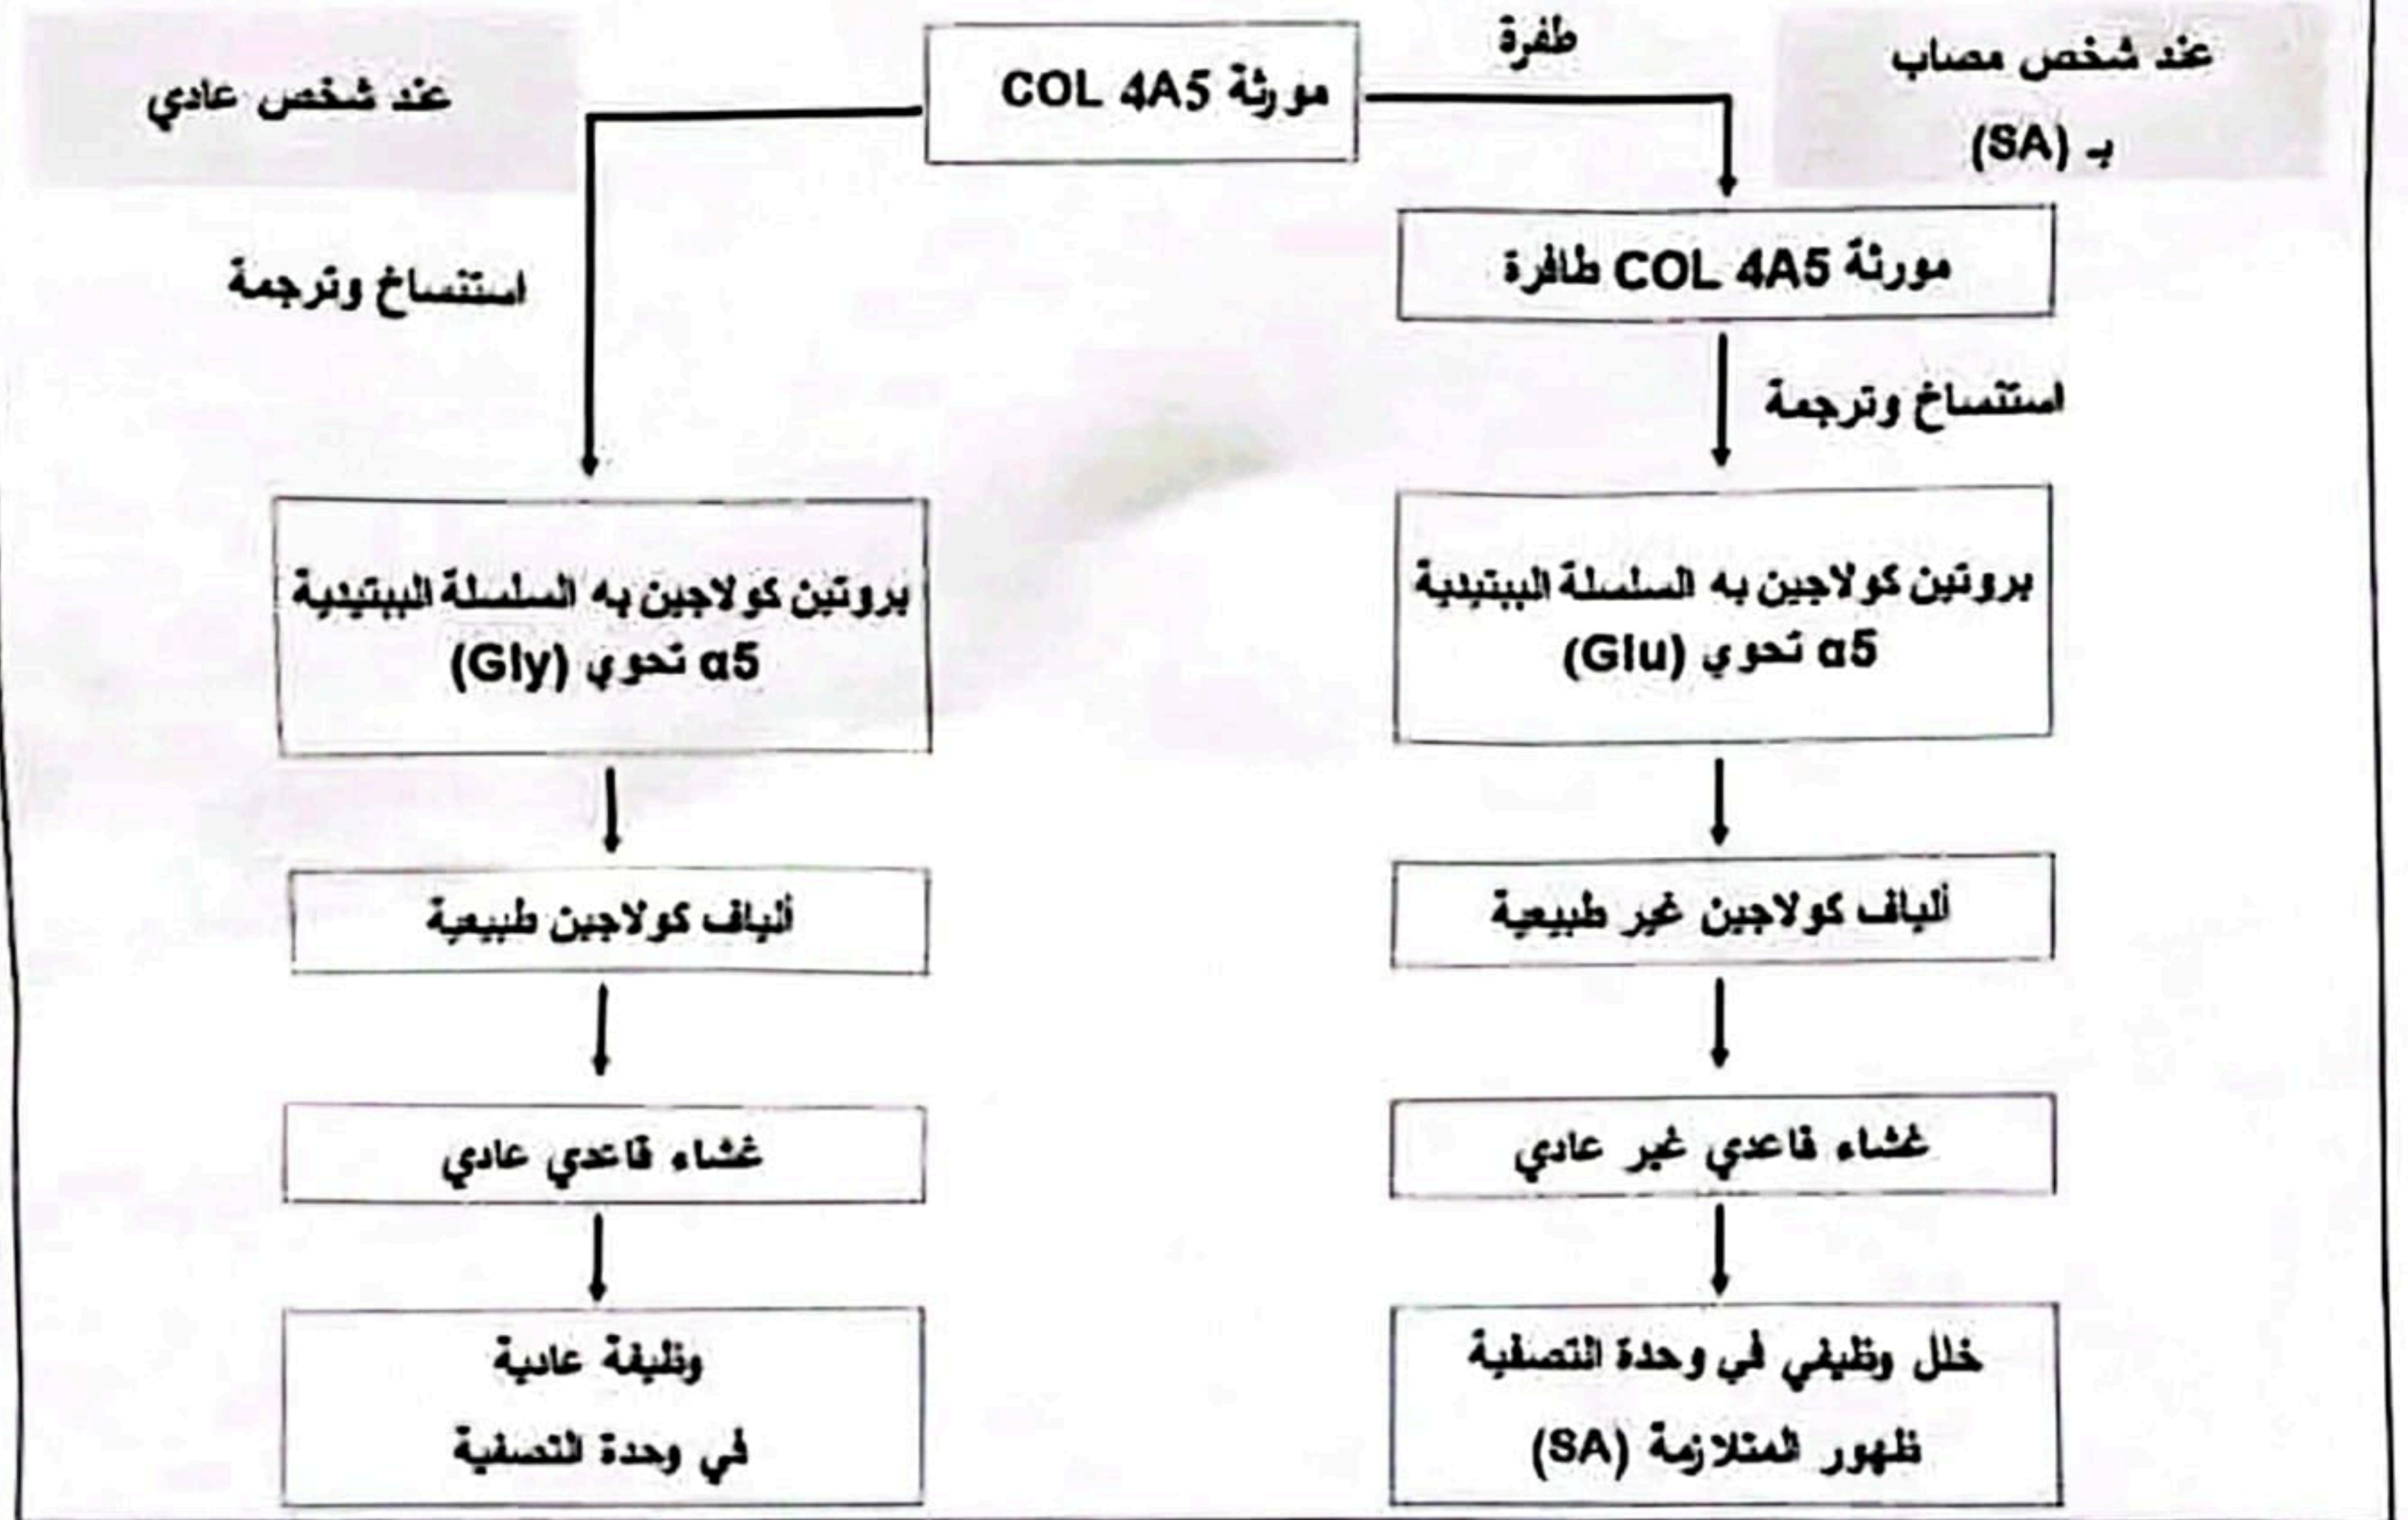 عند شخص مصاب
بـ (SA)
طفرة
مورثة COL 4A5
عند شخص عادي
مورثة COL 4A5 طافرة
استنساخ وترجمة
استنساخ وترجمة
بروتين كولاجين به السلسلة الببتيدية
α5 تحوي (Glu)
بروتين كولاجين به السلسلة الببتيدية
α5 تحوي (Gly)
ألياف كولاجين غير طبيعية
ألياف كولاجين طبيعية
غشاء قاعدي غير عادي
غشاء قاعدي عادي
خلل وظيفي في وحدة التصفية
ظهور المتلازمة (SA)
وظيفة عادية
في وحدة التصفية